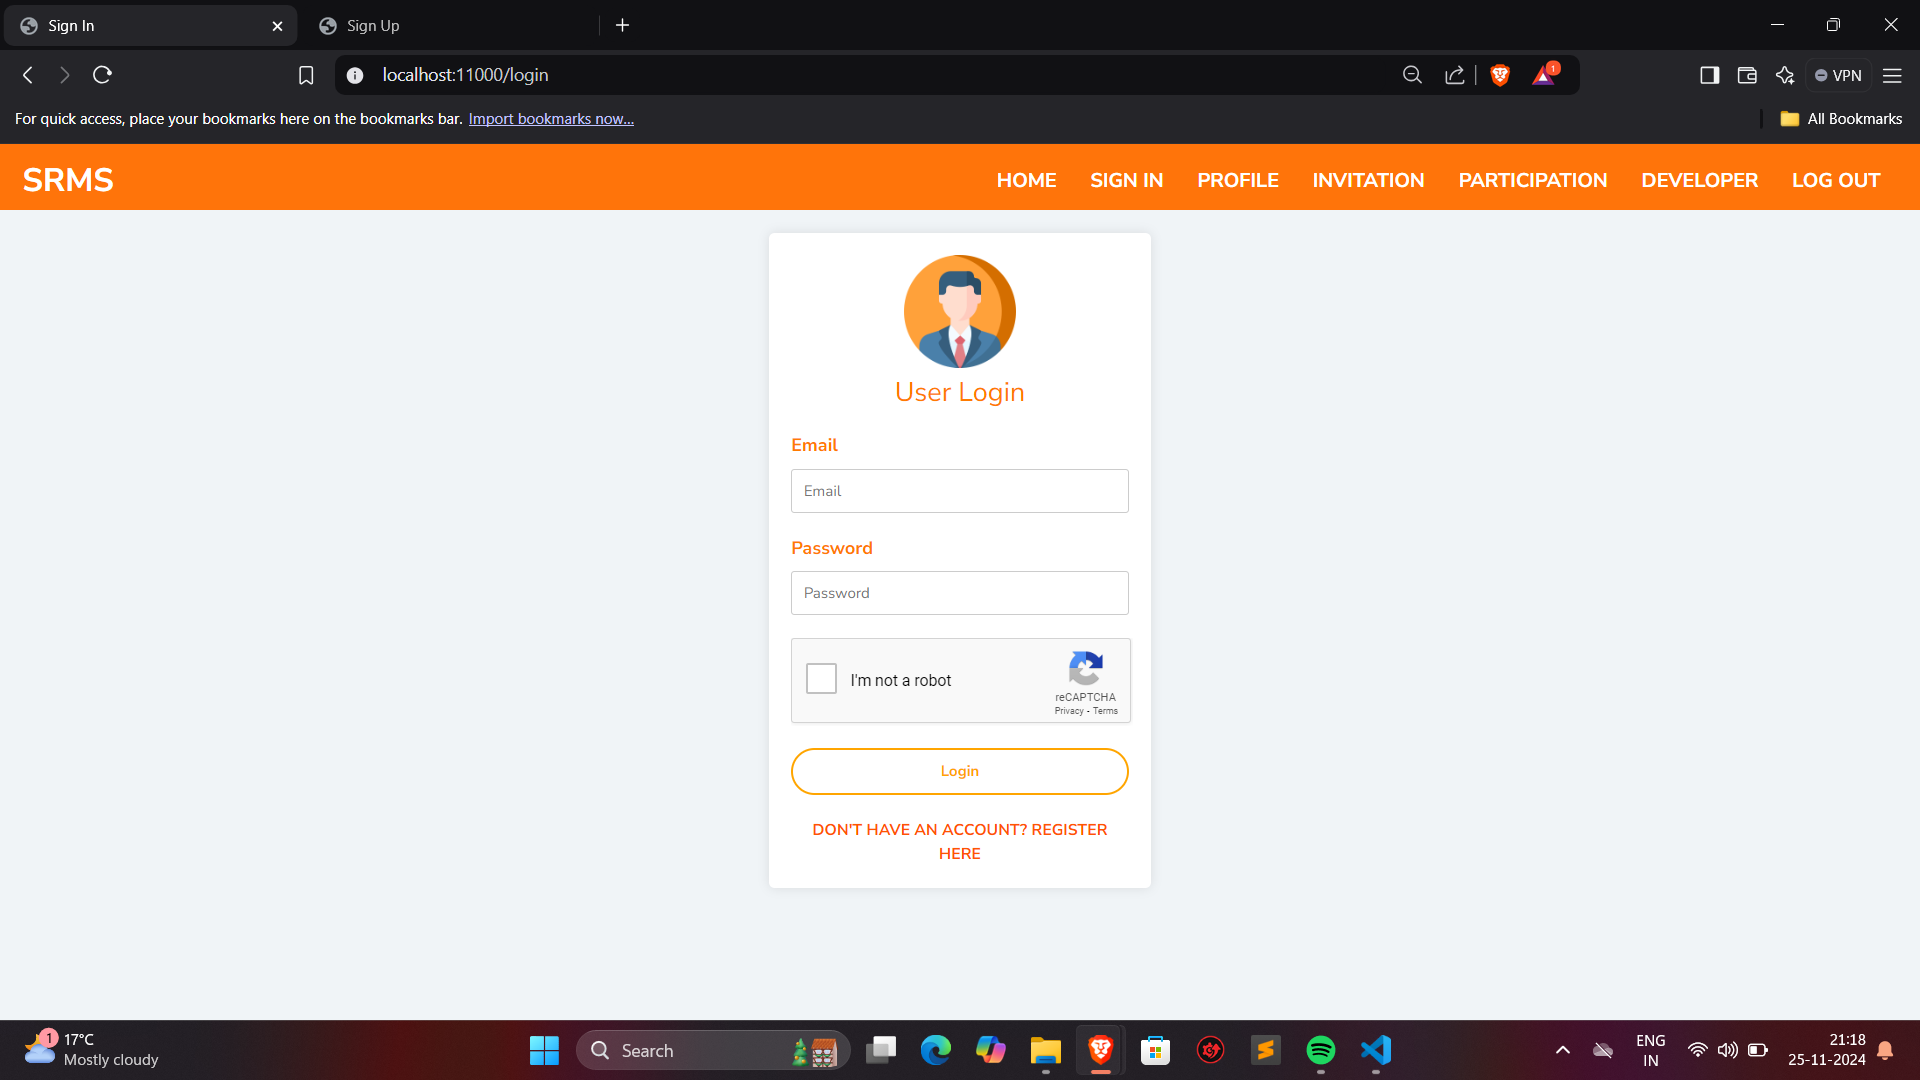 Sign In
Sign Up
localhost:11000/login
1
VPN
For quick access, place your bookmarks here on the bookmarks bar. Import bookmarks now...
All Bookmarks
SRMS
HOME SIGN IN PROFILE INVITATION PARTICIPATION DEVELOPER LOG OUT
User Login
Email
Email
Password
Password
I'm not a robot
reCAPTCHA
Privacy - Terms
Login
DON'T HAVE AN ACCOUNT? REGISTER
HERE
1
17°C
Mostly cloudy
Search
ENG
IN
21:18
25-11-2024